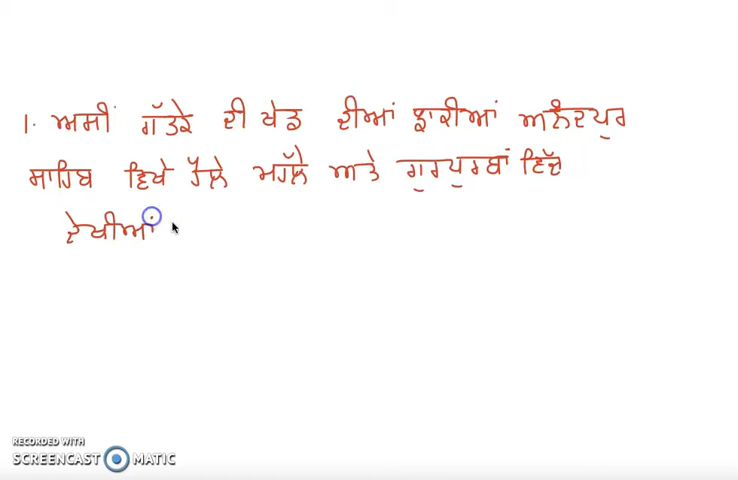 1. ਅਸੀਂ ਗੱਤਕੇ ਦੀ ਖੇਡ ਦੀਆਂ ਝਾਕੀਆਂ ਅਨੰਦਪੁਰ
ਸਾਹਿਬ ਵਿਖੇ ਹੌਲੇ ਮਹੱਲੇ ਅਤੇ ਗੁਰਪੁਰਬਾਂ ਵਿੱਚ
ਦੇਖੀਆਂ
RECORDED WITH
SCREENCAST MATIC